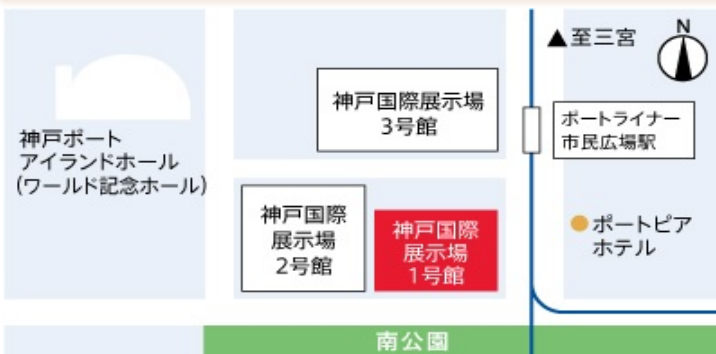 ▲至三宮
N
神戸国際展示場
3号館
ポートライナー
市民広場駅
神戸ポート
アイランドホール
(ワールド記念ホール)
神戸国際
展示場
2号館
神戸国際
展示場
1号館
ポートピア
ホテル
南公園